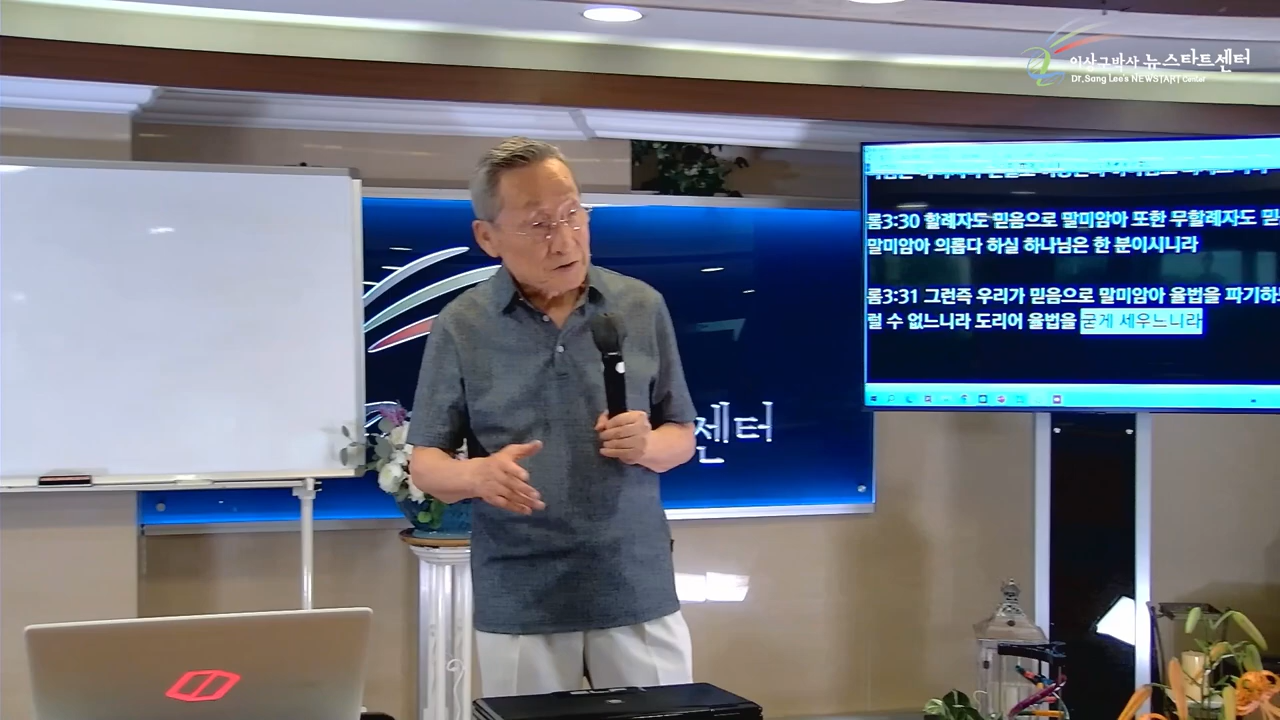 이상구박사 뉴스타트센터
Dr.Sang Lee's NEWSTART Center
롬3:30 할례자도 믿음으로 말미암아 또한 무할례자도
말미암아 의롭다 하실 하나님은 한 분이시니라
롬3:31 그런즉 우리가 믿음으로 말미암아 율법을
럴 수 없느니라 도리어 율법을 굳게 세우느니라
센터